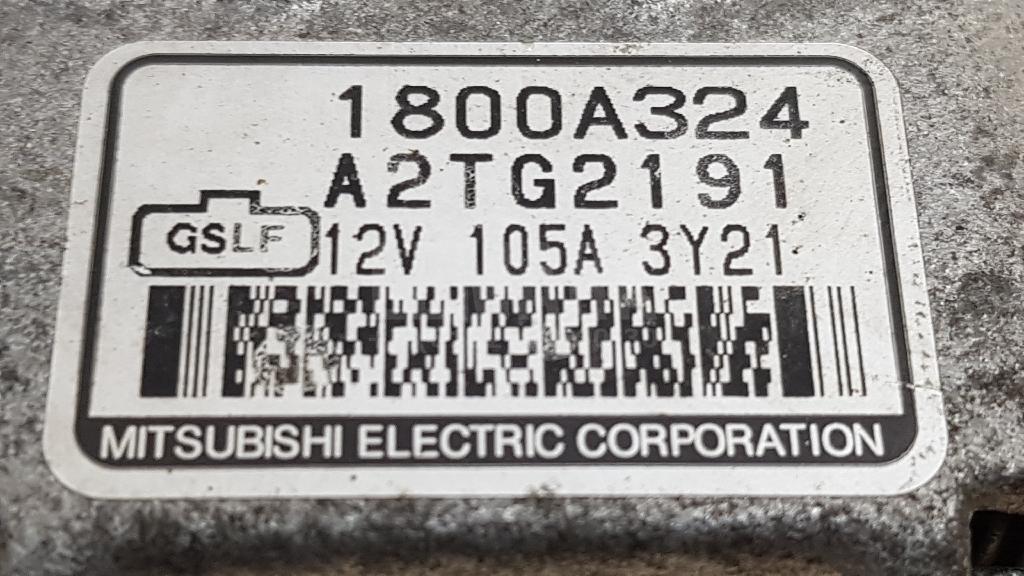 1800A324
A2TG2191
GSLF 12V 105A 3Y21
MITSUBISHI ELECTRIC CORPORATION